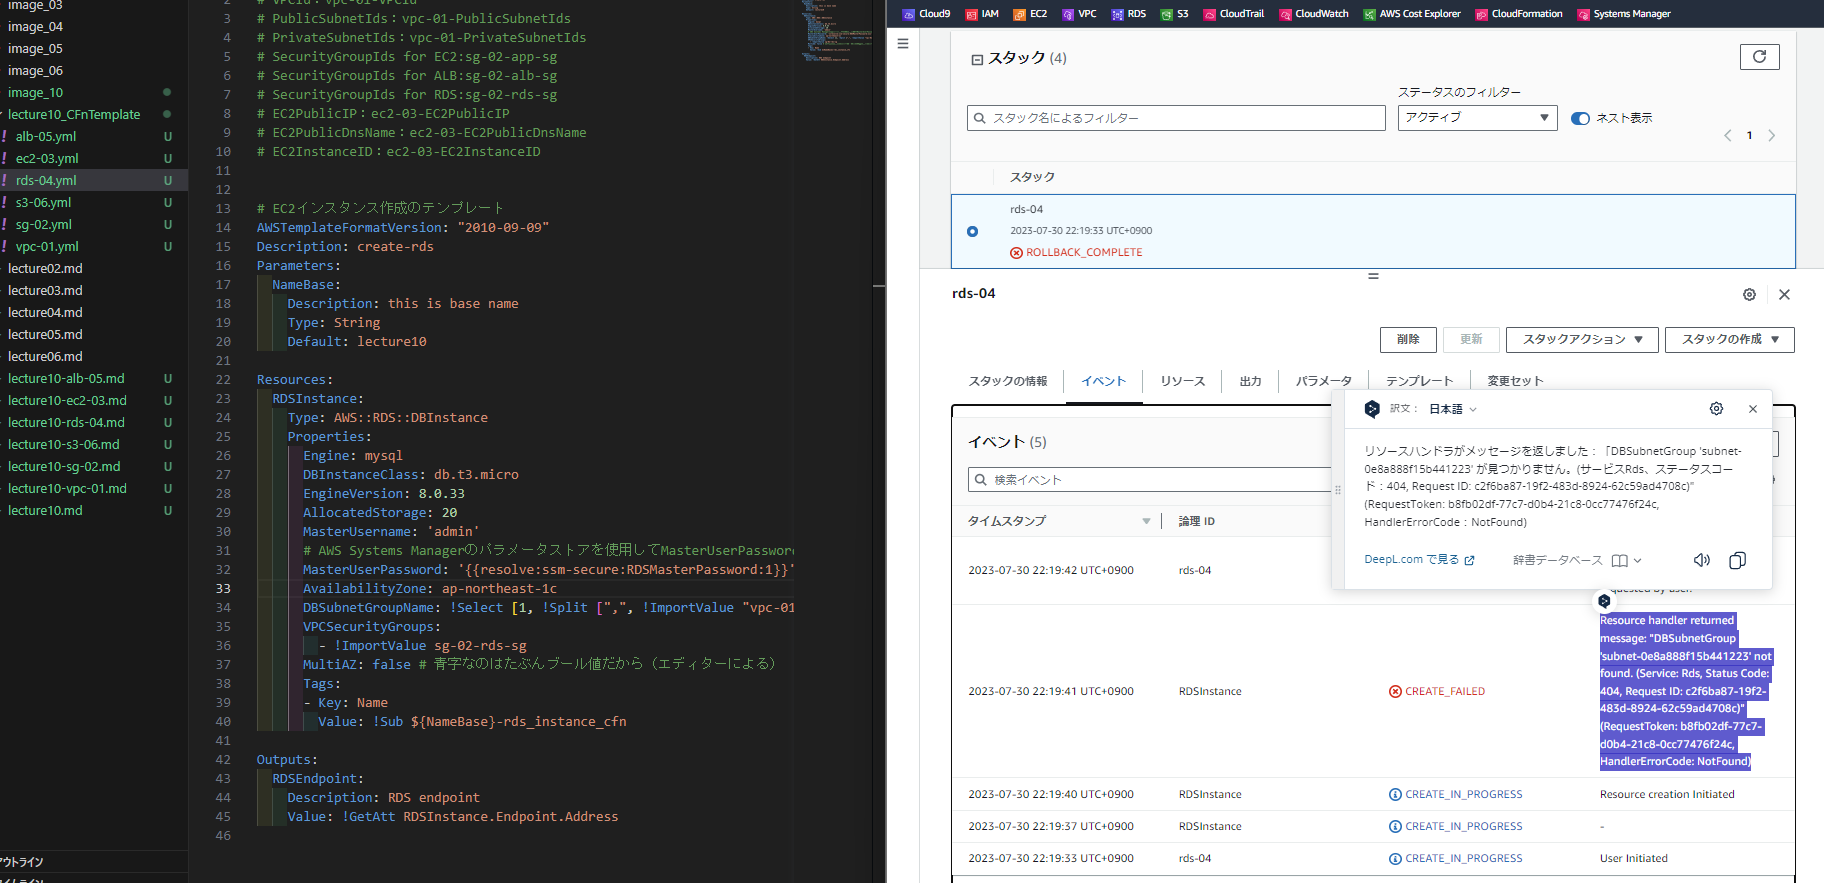 image_03
image_04
image_05
image_06
image_10
lecture10_CFnTemplate
! alb-05.yml U
! ec2-03.yml U
! rds-04.yml U
! s3-06.yml U
! sg-02.yml U
! vpc-01.yml U
lecture02.md
lecture03.md
lecture04.md
lecture05.md
lecture06.md
lecture10-alb-05.md U
lecture10-ec2-03.md U
lecture10-rds-04.md U
lecture10-s3-06.md U
lecture10-sg-02.md U
lecture10-vpc-01.md U
lecture10.md U
アウトライン
タイムライン
2 # VPCId：vpc-01-VPCId
3 # PublicSubnetIds：vpc-01-PublicSubnetIds
4 # PrivateSubnetIds：vpc-01-PrivateSubnetIds
5 # SecurityGroupIds for EC2:sg-02-app-sg
6 # SecurityGroupIds for ALB:sg-02-alb-sg
7 # SecurityGroupIds for RDS:sg-02-rds-sg
8 # EC2PublicIP：ec2-03-EC2PublicIP
9 # EC2PublicDnsName：ec2-03-EC2PublicDnsName
10 # EC2InstanceID：ec2-03-EC2InstanceID
11
12
13 # EC2インスタンス作成のテンプレート
14 AWSTemplateFormatVersion: "2010-09-09"
15 Description: create-rds
16 Parameters:
17 NameBase:
18 Description: this is base name
19 Type: String
20 Default: lecture10
21
22 Resources:
23 RDSInstance:
24 Type: AWS::RDS::DBInstance
25 Properties:
26 Engine: mysql
27 DBInstanceClass: db.t3.micro
28 EngineVersion: 8.0.33
29 AllocatedStorage: 20
30 MasterUsername: 'admin'
31 # AWS Systems Managerのパラメータストアを使用してMasterUserPassword
32 MasterUserPassword: '{{resolve:ssm-secure:RDSMasterPassword:1}}'
33 AvailabilityZone: ap-northeast-1c
34 DBSubnetGroupName: !Select [1, !Split [",", !ImportValue "vpc-01
35 VPCSecurityGroups:
36 - !ImportValue sg-02-rds-sg
37 MultiAZ: false # 青字なのはたぶんブール値だから（エディターによる）
38 Tags:
39 - Key: Name
40 Value: !Sub ${NameBase}-rds_instance_cfn
41
42 Outputs:
43 RDSEndpoint:
44 Description: RDS endpoint
45 Value: !GetAtt RDSInstance.Endpoint.Address
46
Cloud9 IAM EC2 VPC RDS S3 CloudTrail CloudWatch AWS Cost Explorer CloudFormation Systems Manager
スタック (4)
ステータスのフィルター
スタック名によるフィルター アクティブ ネスト表示
1
スタック
rds-04
2023-07-30 22:19:33 UTC+0900
ROLLBACK_COMPLETE
rds-04
削除 更新 スタックアクション スタックの作成
スタックの情報 イベント リソース 出力 パラメータ テンプレート 変更セット
イベント (5)
検索イベント
タイムスタンプ 論理 ID
訳文： 日本語
リソースハンドラがメッセージを返しました：「DBSubnetGroup 'subnet-
0e8a888f15b441223' が見つかりません。(サービスRds、ステータスコー
ド：404, Request ID: c2f6ba87-19f2-483d-8924-62c59ad4708c)"
(RequestToken: b8fb02df-77c7-d0b4-21c8-0cc77476f24c,
HandlerErrorCode：NotFound)
DeepL.com で見る 辞書データベース
2023-07-30 22:19:42 UTC+0900 rds-04
requested by user.
2023-07-30 22:19:41 UTC+0900 RDSInstance CREATE_FAILED
Resource handler returned
message: "DBSubnetGroup
'subnet-0e8a888f15b441223' not
found. (Service: Rds, Status Code:
404, Request ID: c2f6ba87-19f2-
483d-8924-62c59ad4708c)"
(RequestToken: b8fb02df-77c7-
d0b4-21c8-0cc77476f24c,
HandlerErrorCode: NotFound)
2023-07-30 22:19:40 UTC+0900 RDSInstance CREATE_IN_PROGRESS Resource creation Initiated
2023-07-30 22:19:37 UTC+0900 RDSInstance CREATE_IN_PROGRESS -
2023-07-30 22:19:33 UTC+0900 rds-04 CREATE_IN_PROGRESS User Initiated